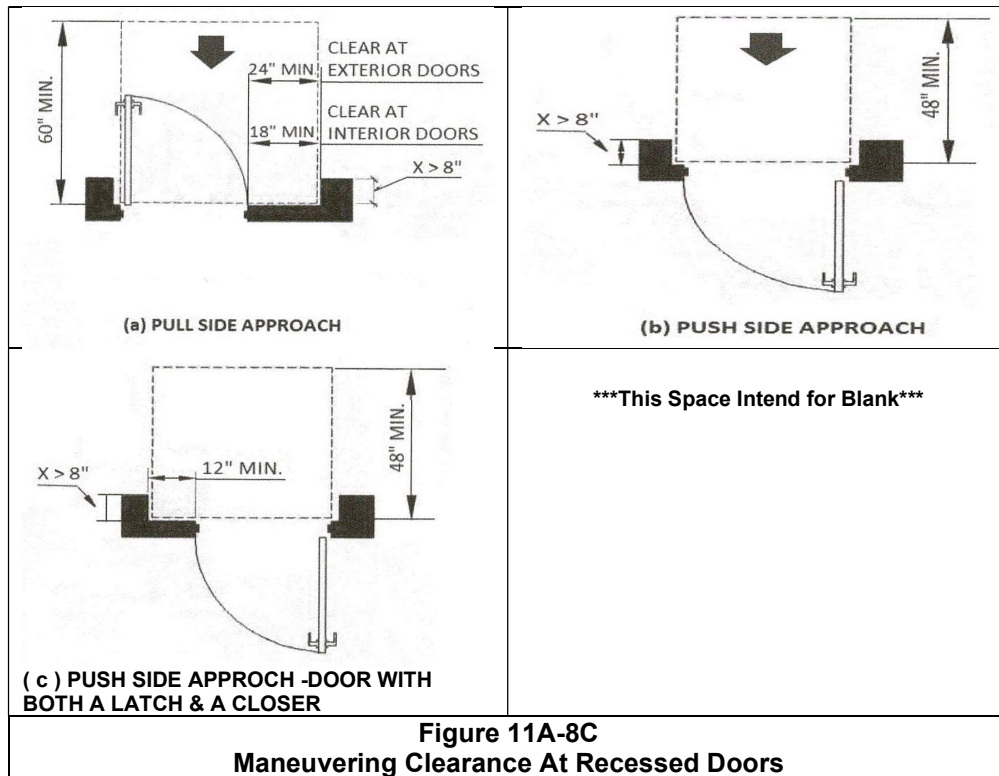 60" MIN.
CLEAR AT
24" MIN. EXTERIOR DOORS
CLEAR AT
18" MIN INTERIOR DOORS
X > 8"
(a) PULL SIDE APPROACH
48" MIN.
X > 8"
(b) PUSH SIDE APPROACH
48" MIN.
X > 8"
12" MIN.
( c ) PUSH SIDE APPROCH -DOOR WITH
BOTH A LATCH & A CLOSER
***This Space Intend for Blank***
Figure 11A-8C
Maneuvering Clearance At Recessed Doors